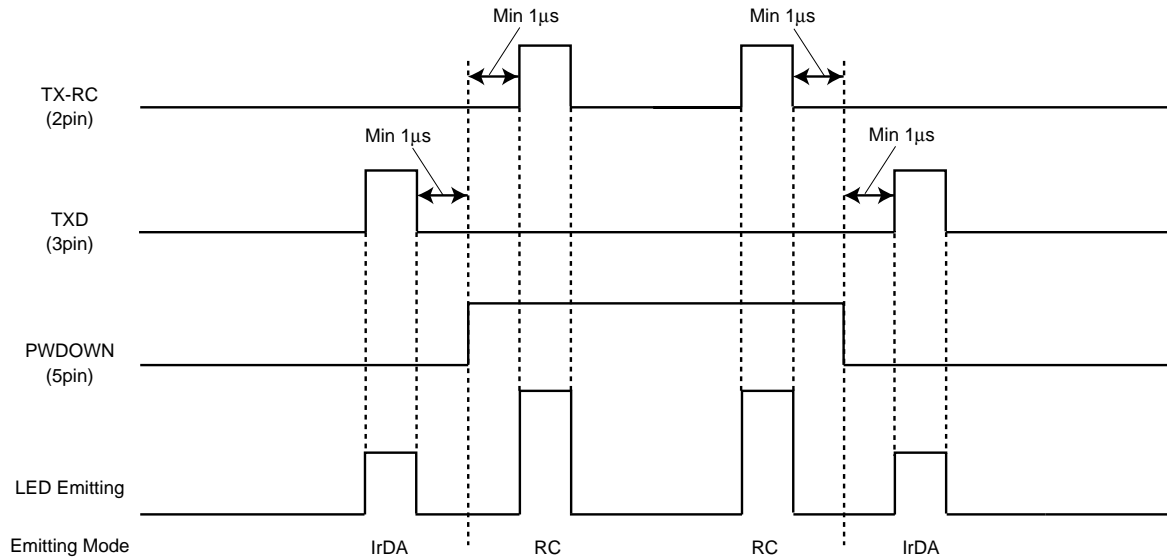 Min 1μs
Min 1μs
TX-RC
(2pin)
Min 1μs
Min 1μs
TXD
(3pin)
PWDOWN
(5pin)
LED Emitting
Emitting Mode
IrDA
RC
RC
IrDA